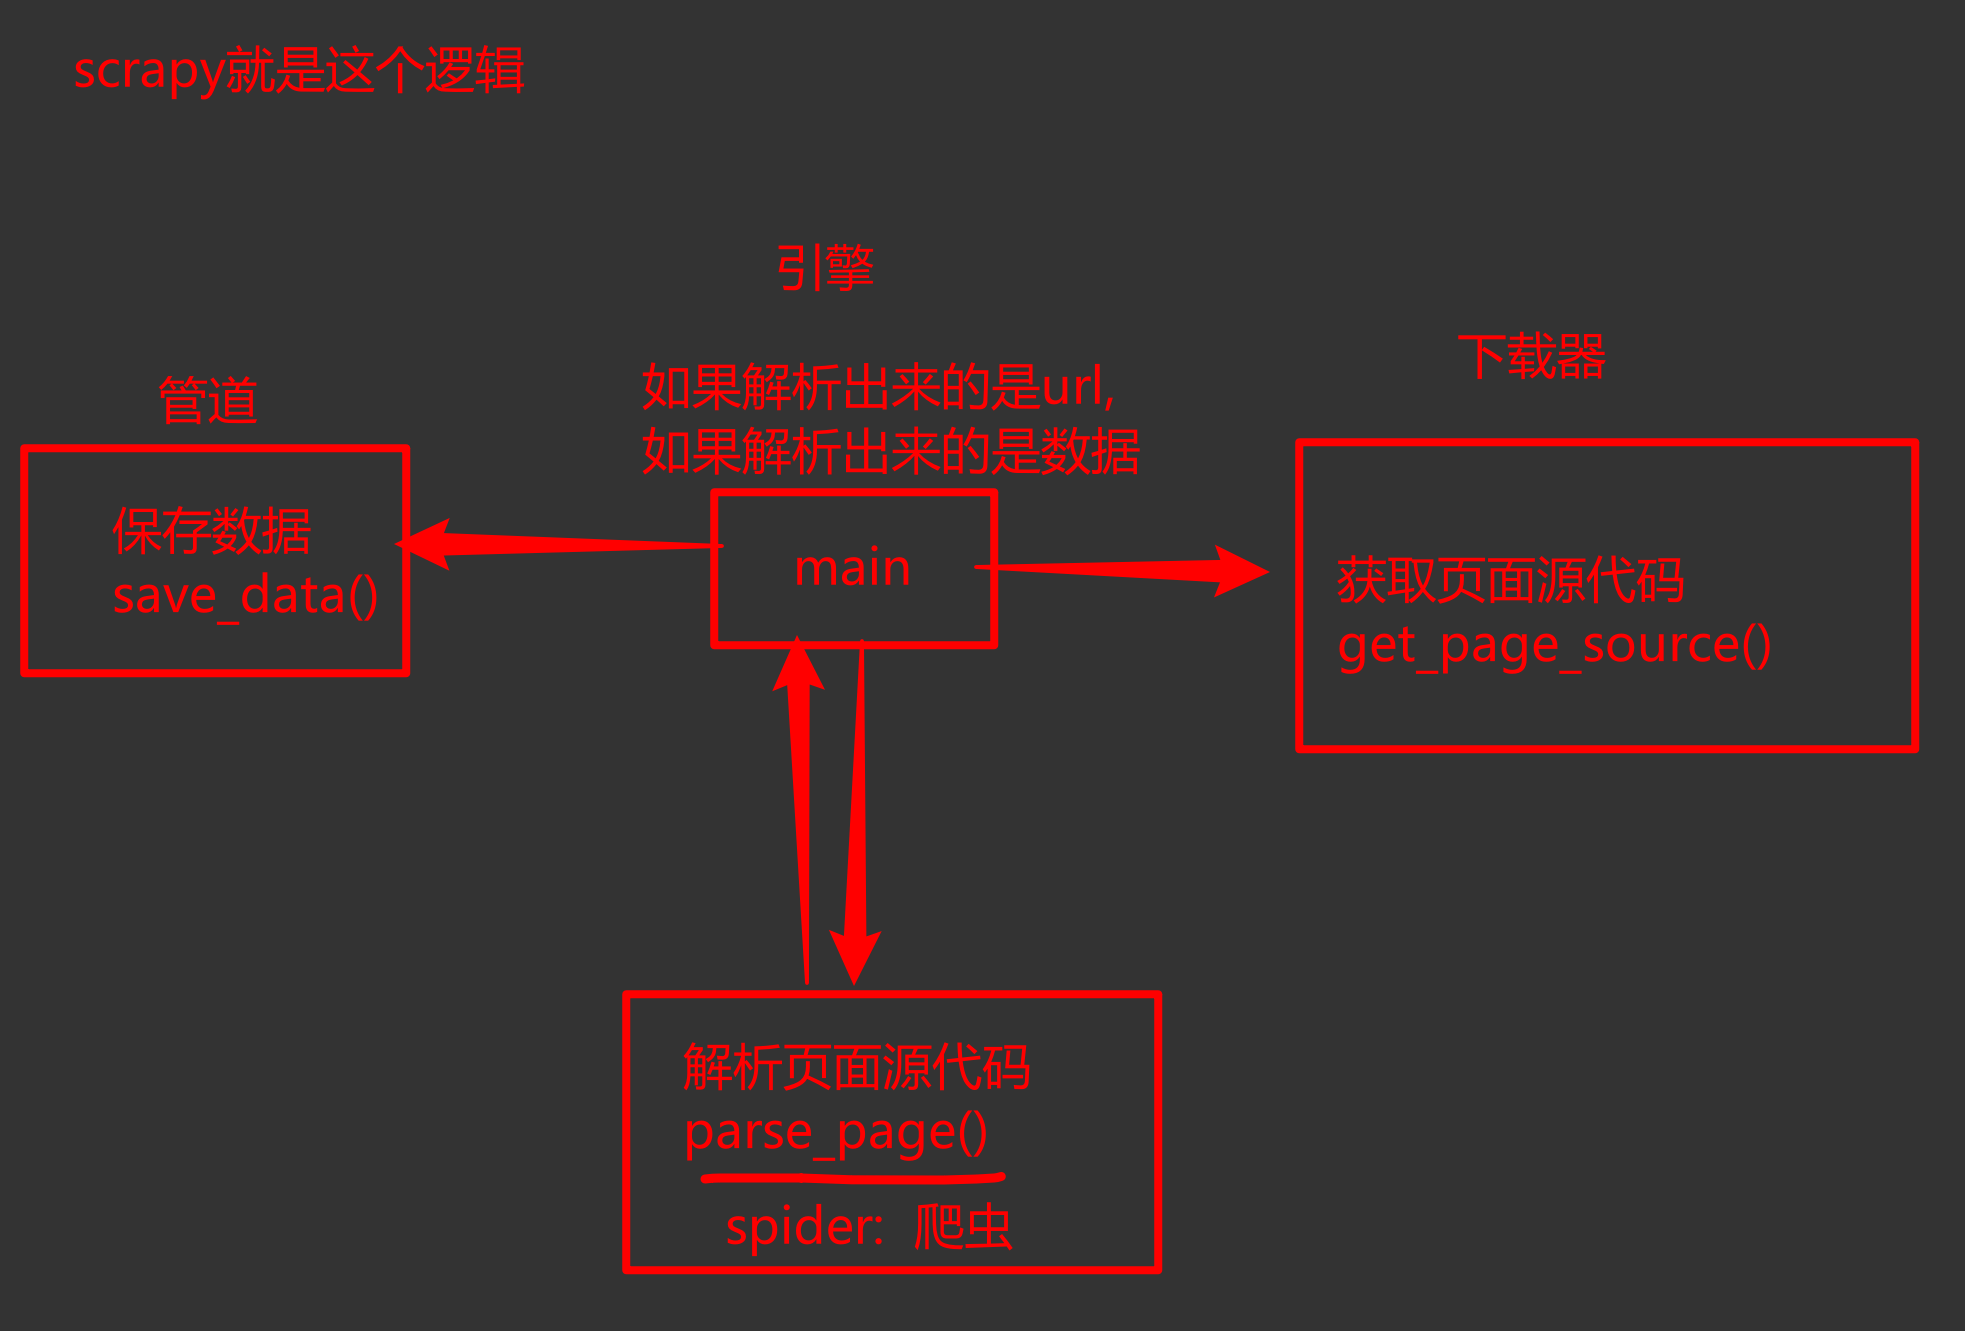 scrapy就是这个逻辑
引擎
如果解析出来的是url,
如果解析出来的是数据
main
管道
保存数据
save_data()
下载器
获取页面源代码
get_page_source()
解析页面源代码
parse_page()
spider: 爬虫